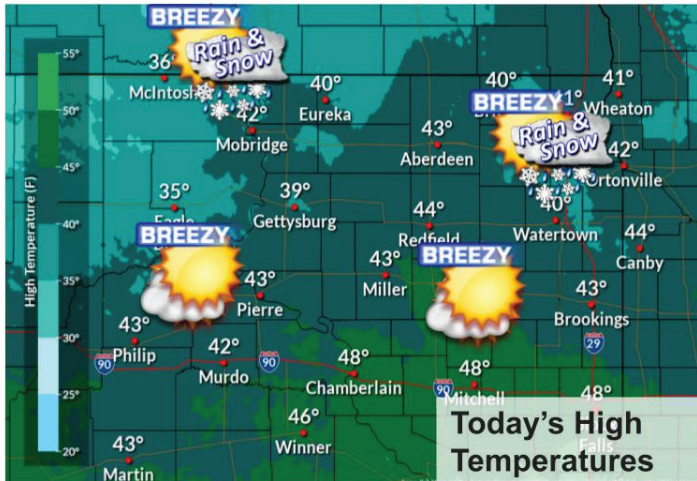 BREEZY
Rain &
Snow
55°
50°
45°
40°
35°
30°
25°
20°
High Temperature (F)
36°
McIntosh
42°
Mobridge
40°
Eureka
43°
Aberdeen
40°
BREEZY
Rain &
Snow
41°
41°
Wheaton
42°
Ortonville
40°
Watertown
44°
Canby
35°
Eagle
39°
Gettysburg
44°
Redfield
BREEZY
BREEZY
43°
Pierre
43°
Miller
43°
Brookings
29
43°
Philip
90
42°
Murdo
90
48°
Chamberlain
90
48°
Mitchell
48°
Falls
46°
Winner
43°
Martin
Today's High
Temperatures